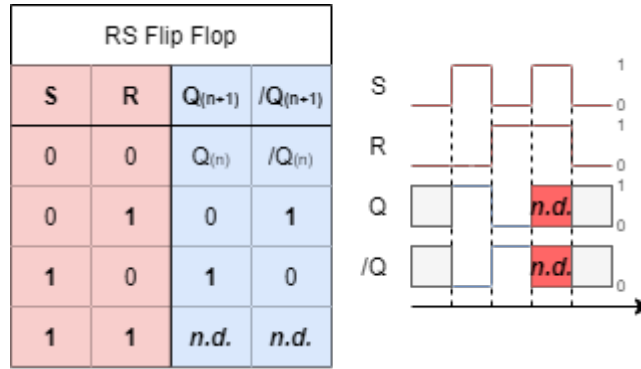 RS Flip Flop
S R Q(n+1) /Q(n+1)
0 0 Q(n) /Q(n)
0 1 0 1
1 0 1 0
1 1 n.d. n.d.
S 1
0
R 1
0
Q n.d. 1
0
/Q n.d.
0